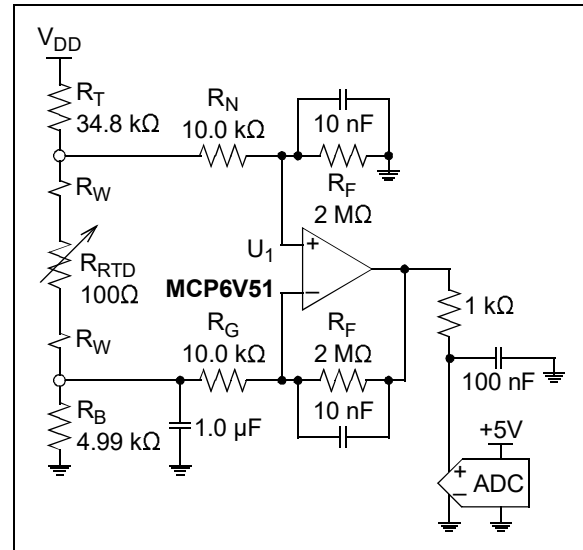 VDD
RT
34.8 kΩ
RN
10.0 kΩ
10 nF
RF
2 MΩ
RW
U1
+
−
MCP6V51
RRTD
100Ω
RW
RG
10.0 kΩ
RF
2 MΩ
10 nF
1 kΩ
100 nF
RB
4.99 kΩ
1.0 µF
+5V
+
−
ADC